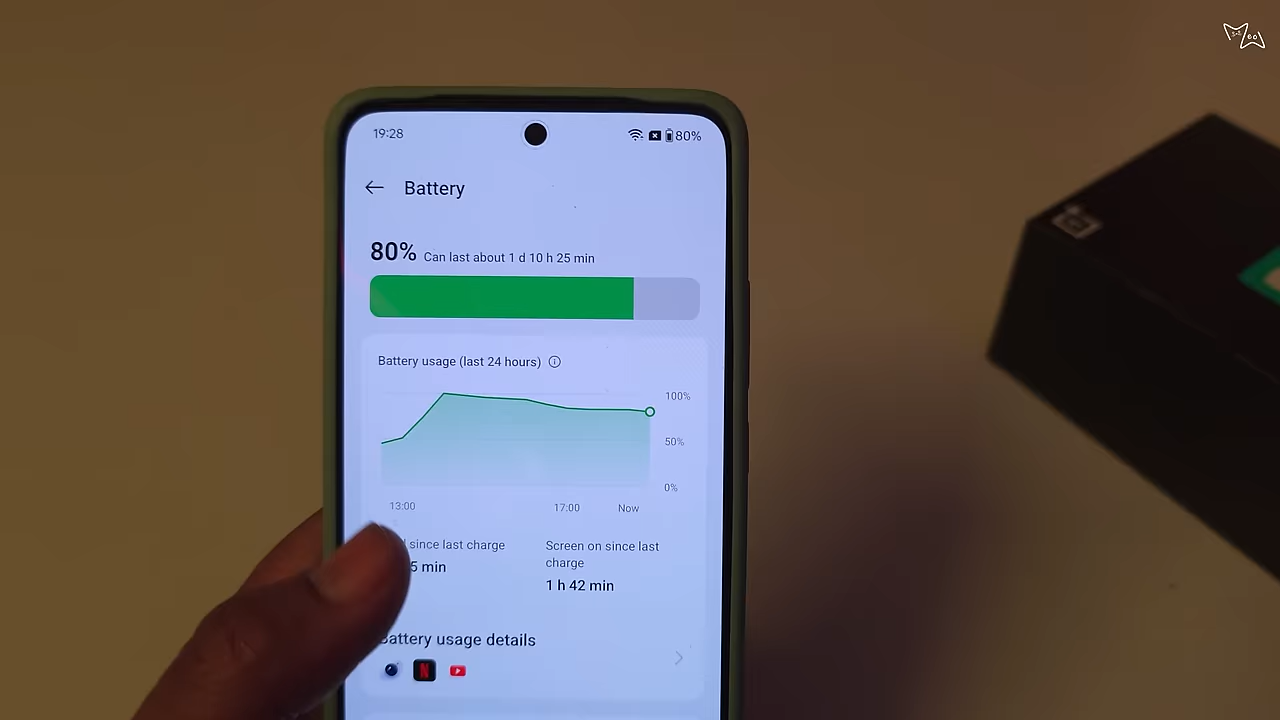 19:28
80%
Battery
80% Can last about 1 d 10 h 25 min
Battery usage (last 24 hours)
100%
50%
0%
13:00 17:00 Now
since last charge
5 min
Screen on since last
charge
1 h 42 min
Battery usage details
N